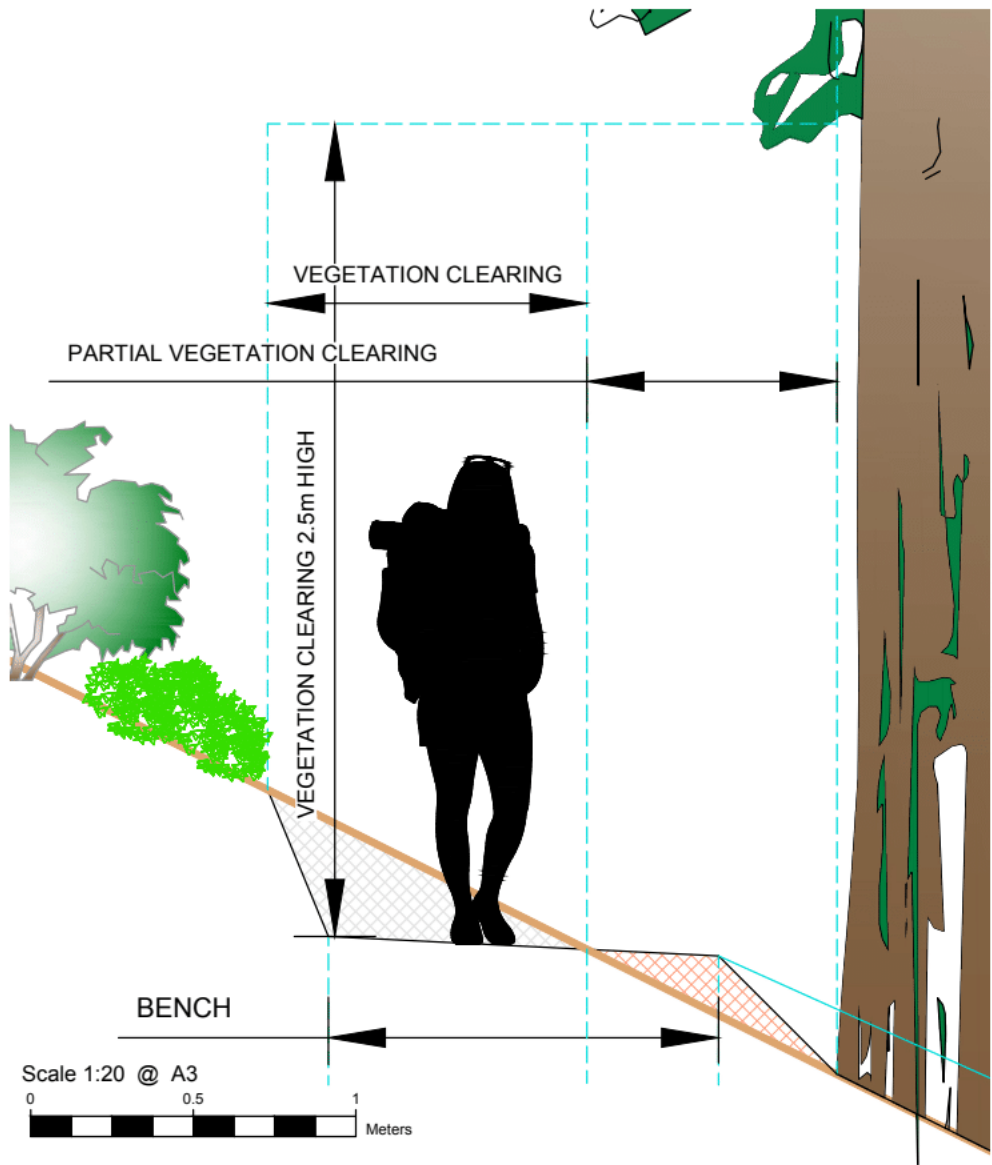 VEGETATION CLEARING
PARTIAL VEGETATION CLEARING
VEGETATION CLEARING 2.5m HIGH
BENCH
Scale 1:20 @ A3
0 0.5 1
Meters